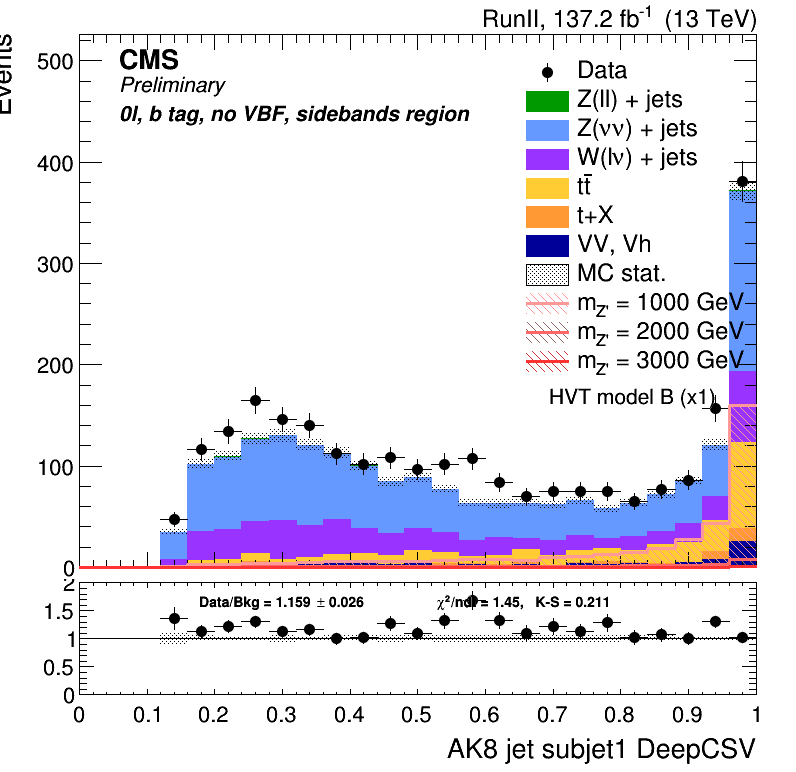 RunII, 137.2 fb⁻¹ (13 TeV)
Events
CMS
Preliminary
0l, b tag, no VBF, sidebands region
Data
Z(ll) + jets
Z(νν) + jets
W(lν) + jets
tt̄
t+X
VV, Vh
MC stat.
m_Z' = 1000 GeV
m_Z' = 2000 GeV
m_Z' = 3000 GeV
HVT model B (x1)
500
400
300
200
100
0
2
1.5
1
0.5
0
Data/Bkg = 1.159 ± 0.026 χ²/ndf = 1.45, K-S = 0.211
0 0.1 0.2 0.3 0.4 0.5 0.6 0.7 0.8 0.9 1
AK8 jet subjet1 DeepCSV